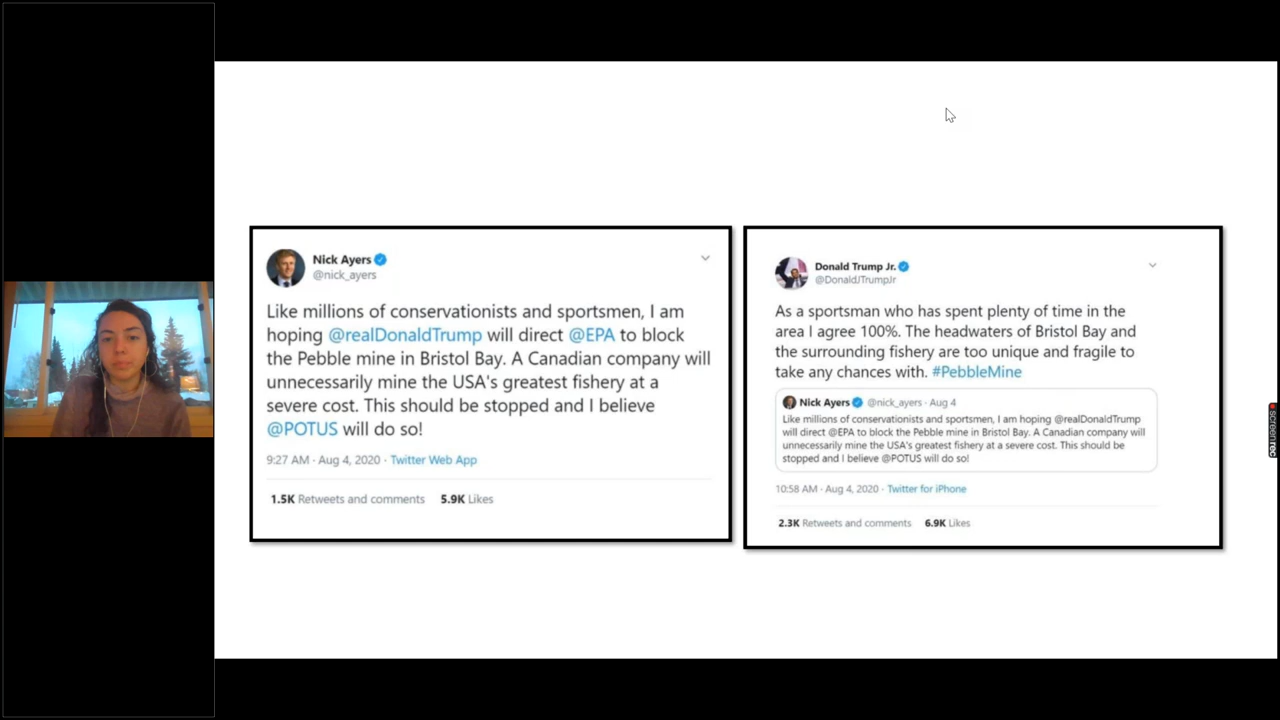 Nick Ayers
@nick_ayers
Like millions of conservationists and sportsmen, I am
hoping @realDonaldTrump will direct @EPA to block
the Pebble mine in Bristol Bay. A Canadian company will
unnecessarily mine the USA's greatest fishery at a
severe cost. This should be stopped and I believe
@POTUS will do so!
9:27 AM · Aug 4, 2020 · Twitter Web App
1.5K Retweets and comments 5.9K Likes
Donald Trump Jr.
@DonaldJTrumpJr
As a sportsman who has spent plenty of time in the
area I agree 100%. The headwaters of Bristol Bay and
the surrounding fishery are too unique and fragile to
take any chances with. #PebbleMine
Nick Ayers @nick_ayers · Aug 4
Like millions of conservationists and sportsmen, I am hoping @realDonaldTrump
will direct @EPA to block the Pebble mine in Bristol Bay. A Canadian company will
unnecessarily mine the USA's greatest fishery at a severe cost. This should be
stopped and I believe @POTUS will do so!
10:58 AM · Aug 4, 2020 · Twitter for iPhone
2.3K Retweets and comments 6.9K Likes
screenrec